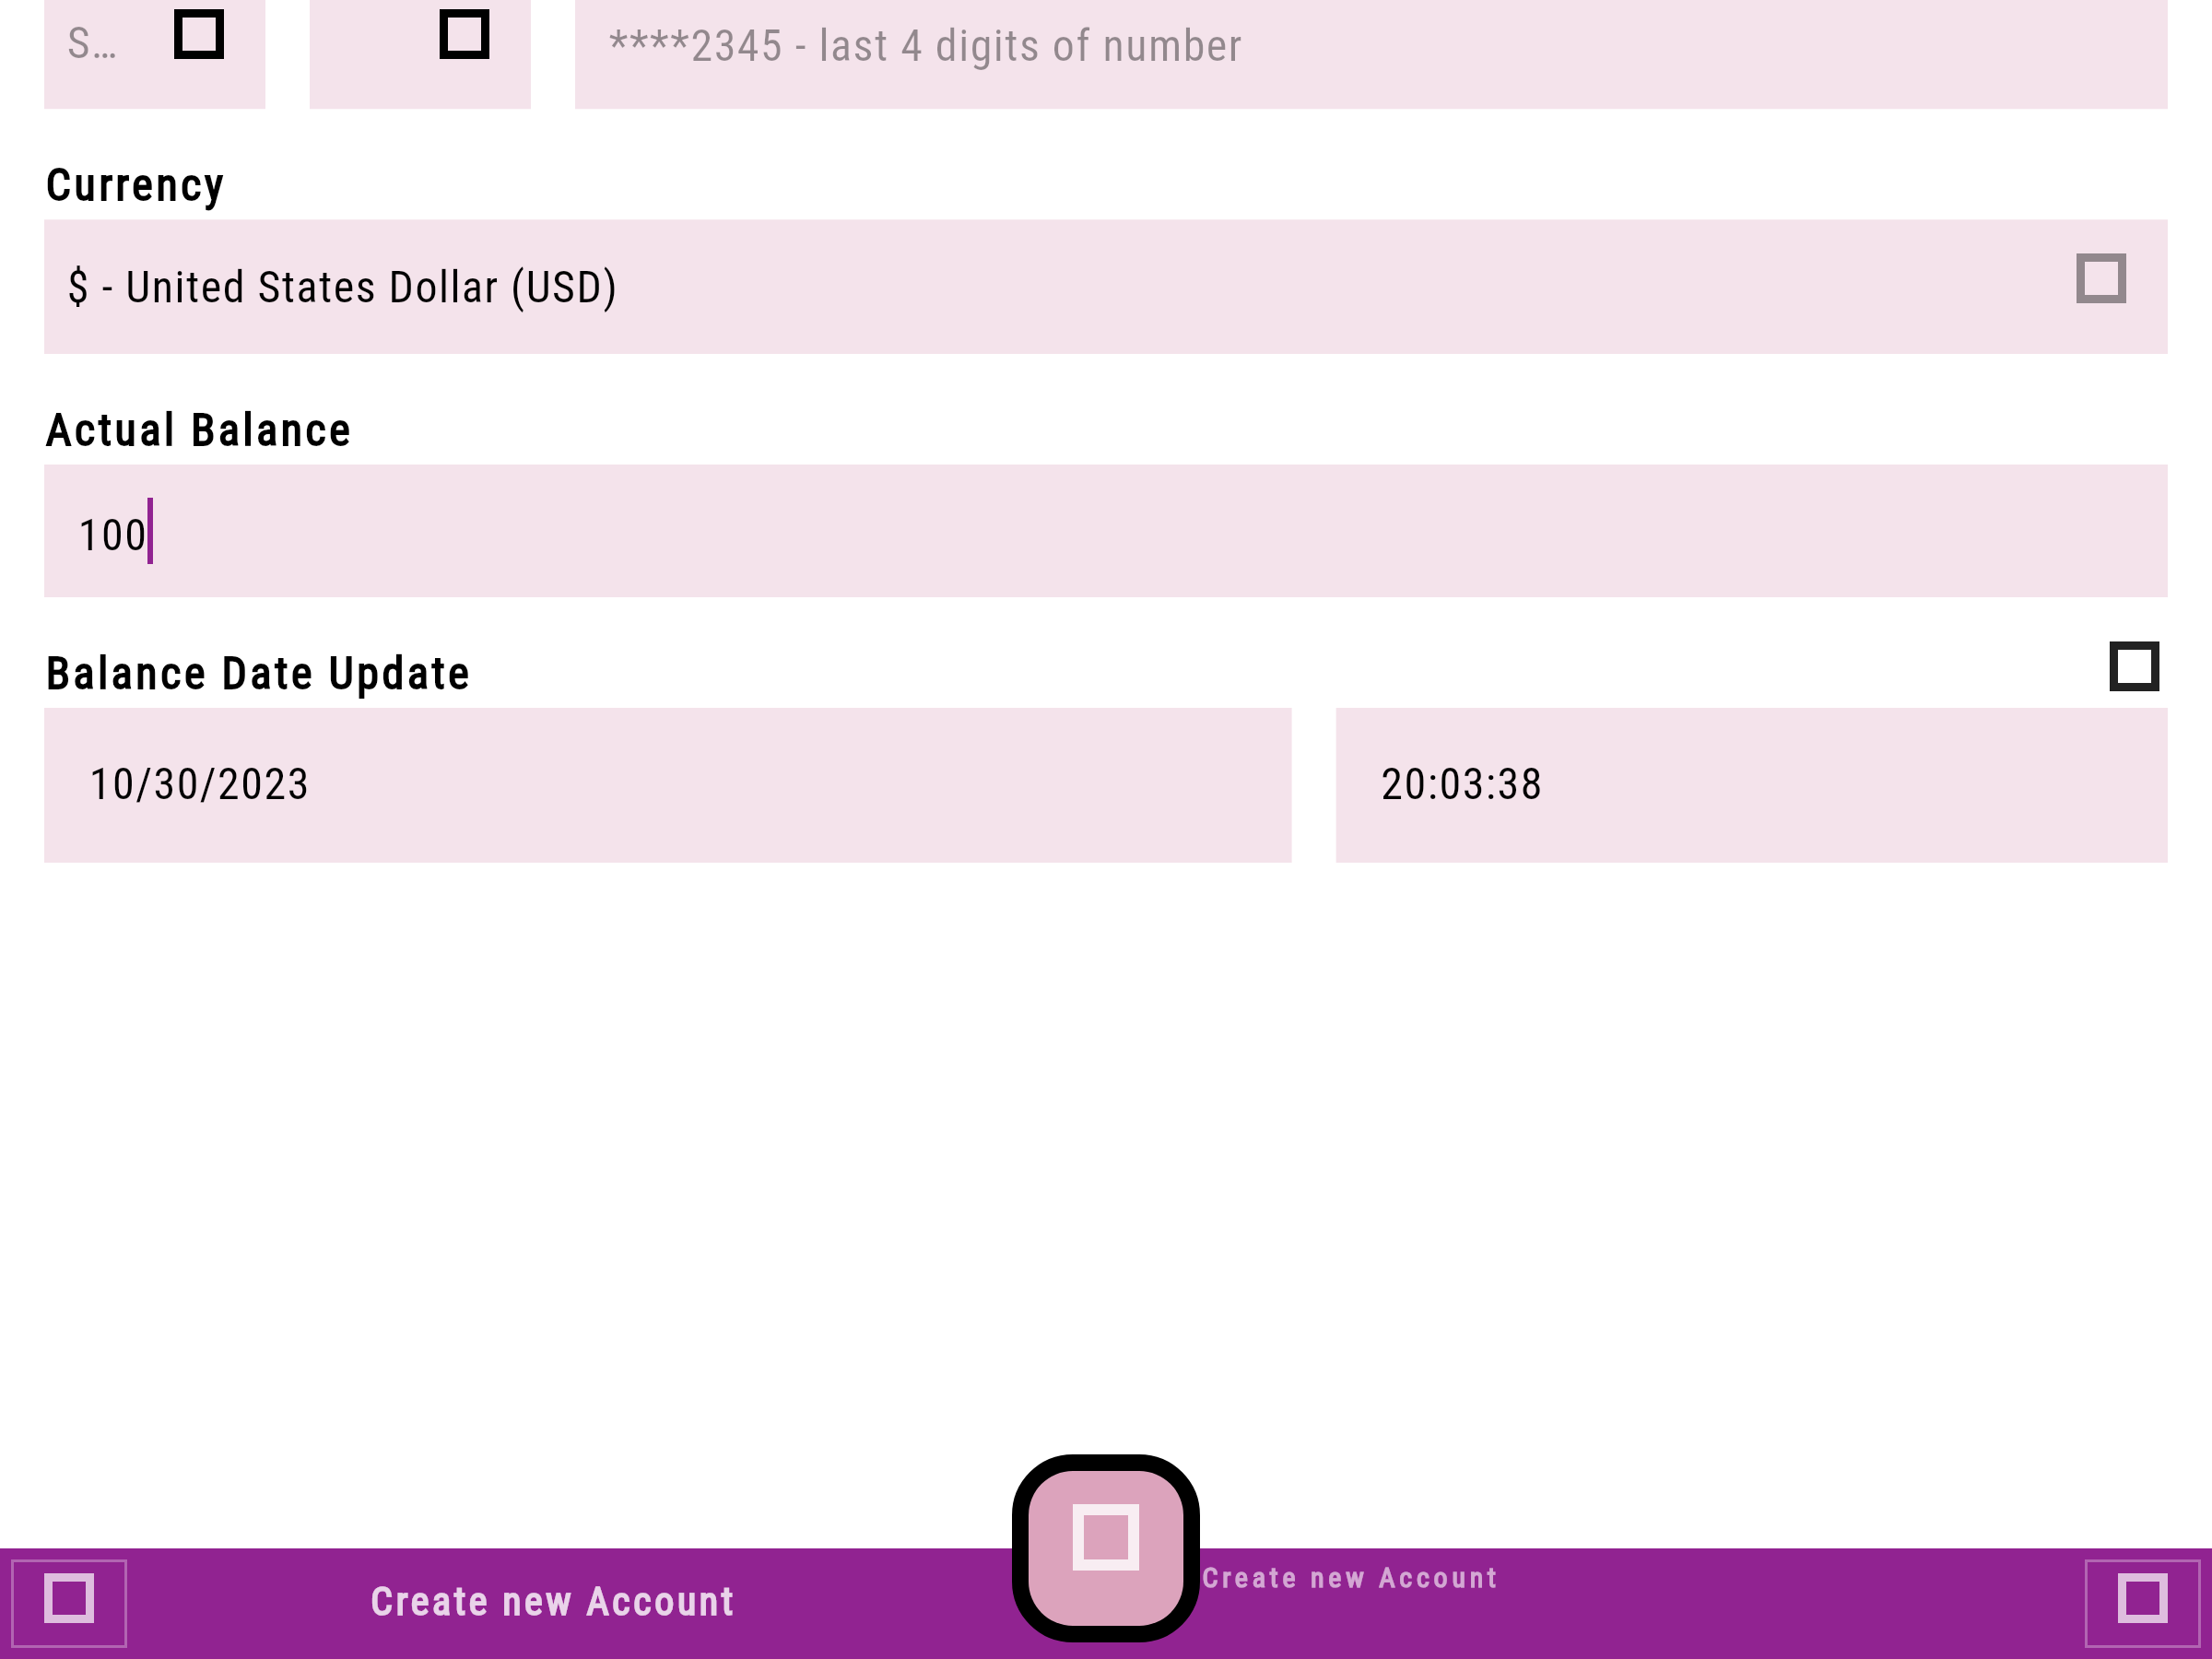 S…
****2345 - last 4 digits of number
Currency
$ - United States Dollar (USD)
Actual Balance
100
Balance Date Update
10/30/2023
20:03:38
Create new Account
Create new Account